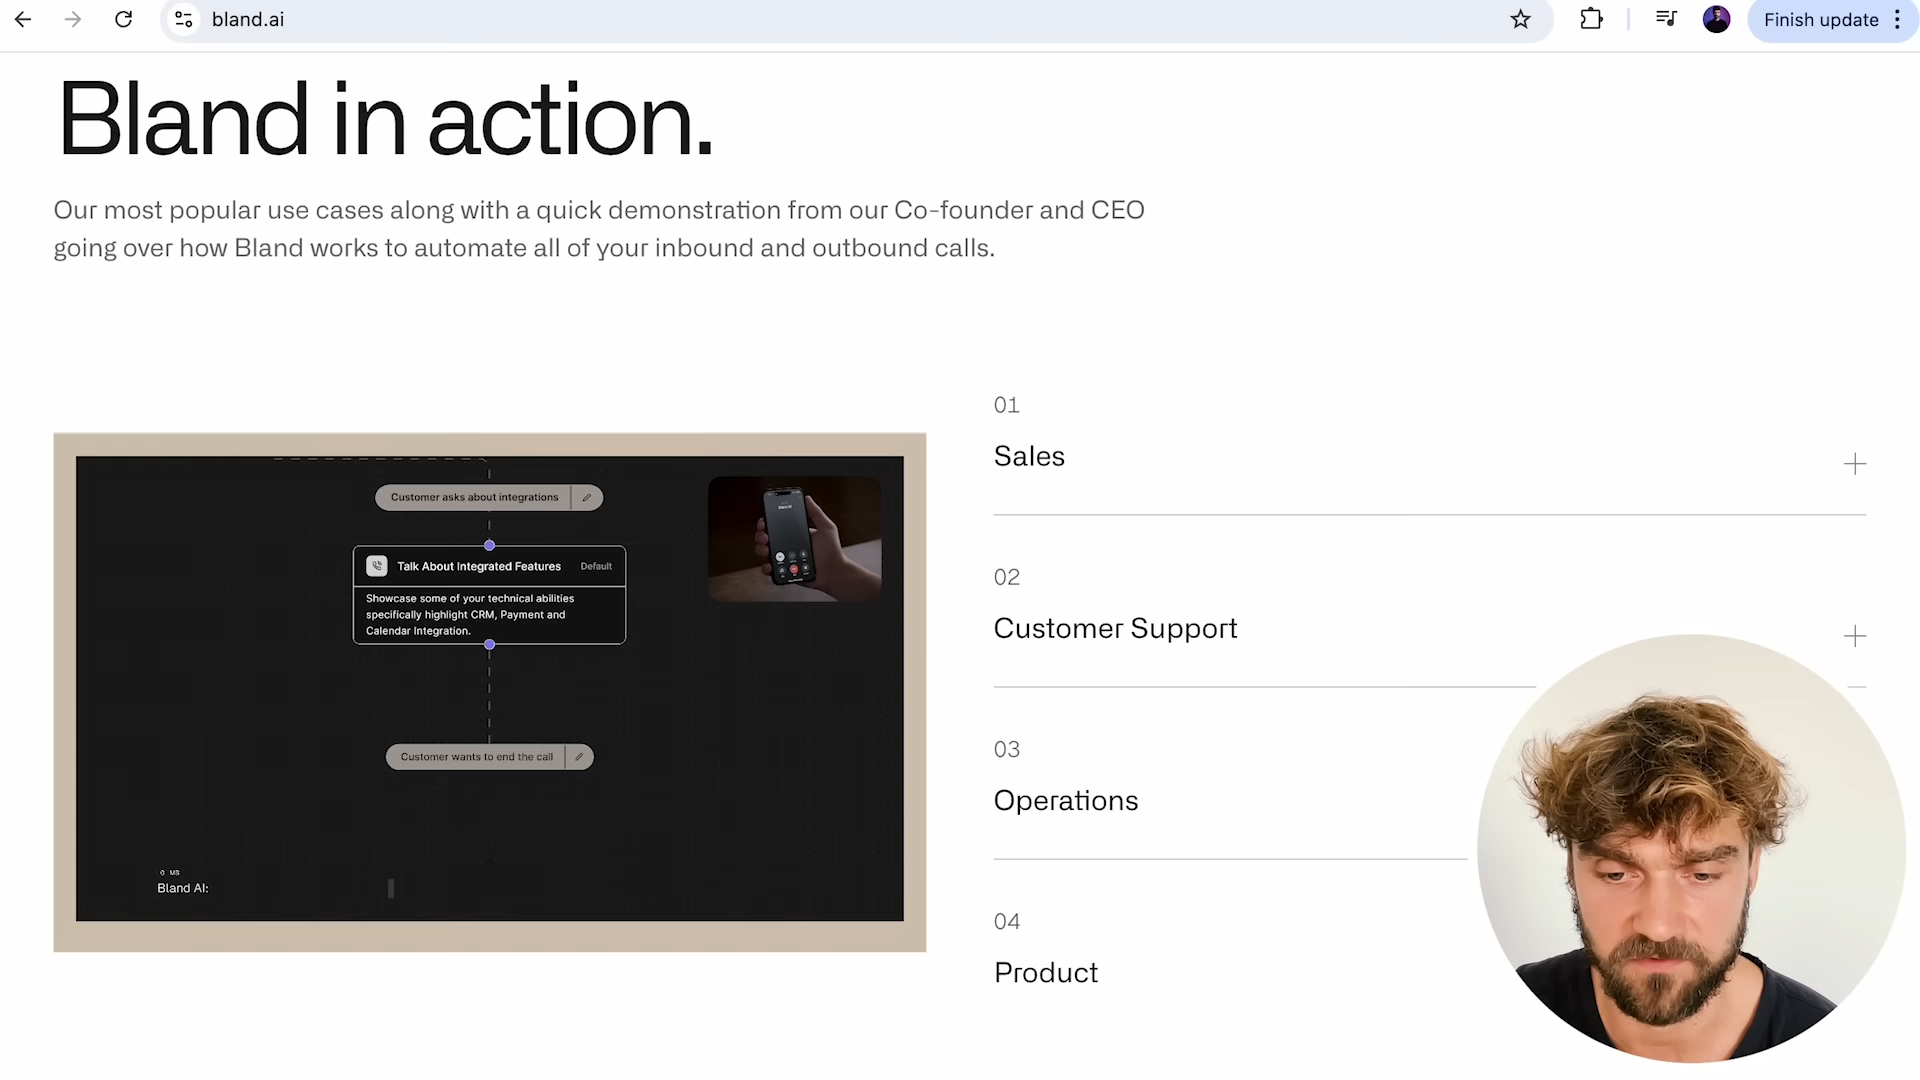 bland.ai
Finish update
Bland in action.
Our most popular use cases along with a quick demonstration from our Co-founder and CEO
going over how Bland works to automate all of your inbound and outbound calls.
Customer asks about integrations
Talk About Integrated Features Default
Showcase some of your technical abilities
specifically highlight CRM, Payment and
Calendar Integration.
Customer wants to end the call
0 MS
Bland AI:
01
Sales
02
Customer Support
03
Operations
04
Product